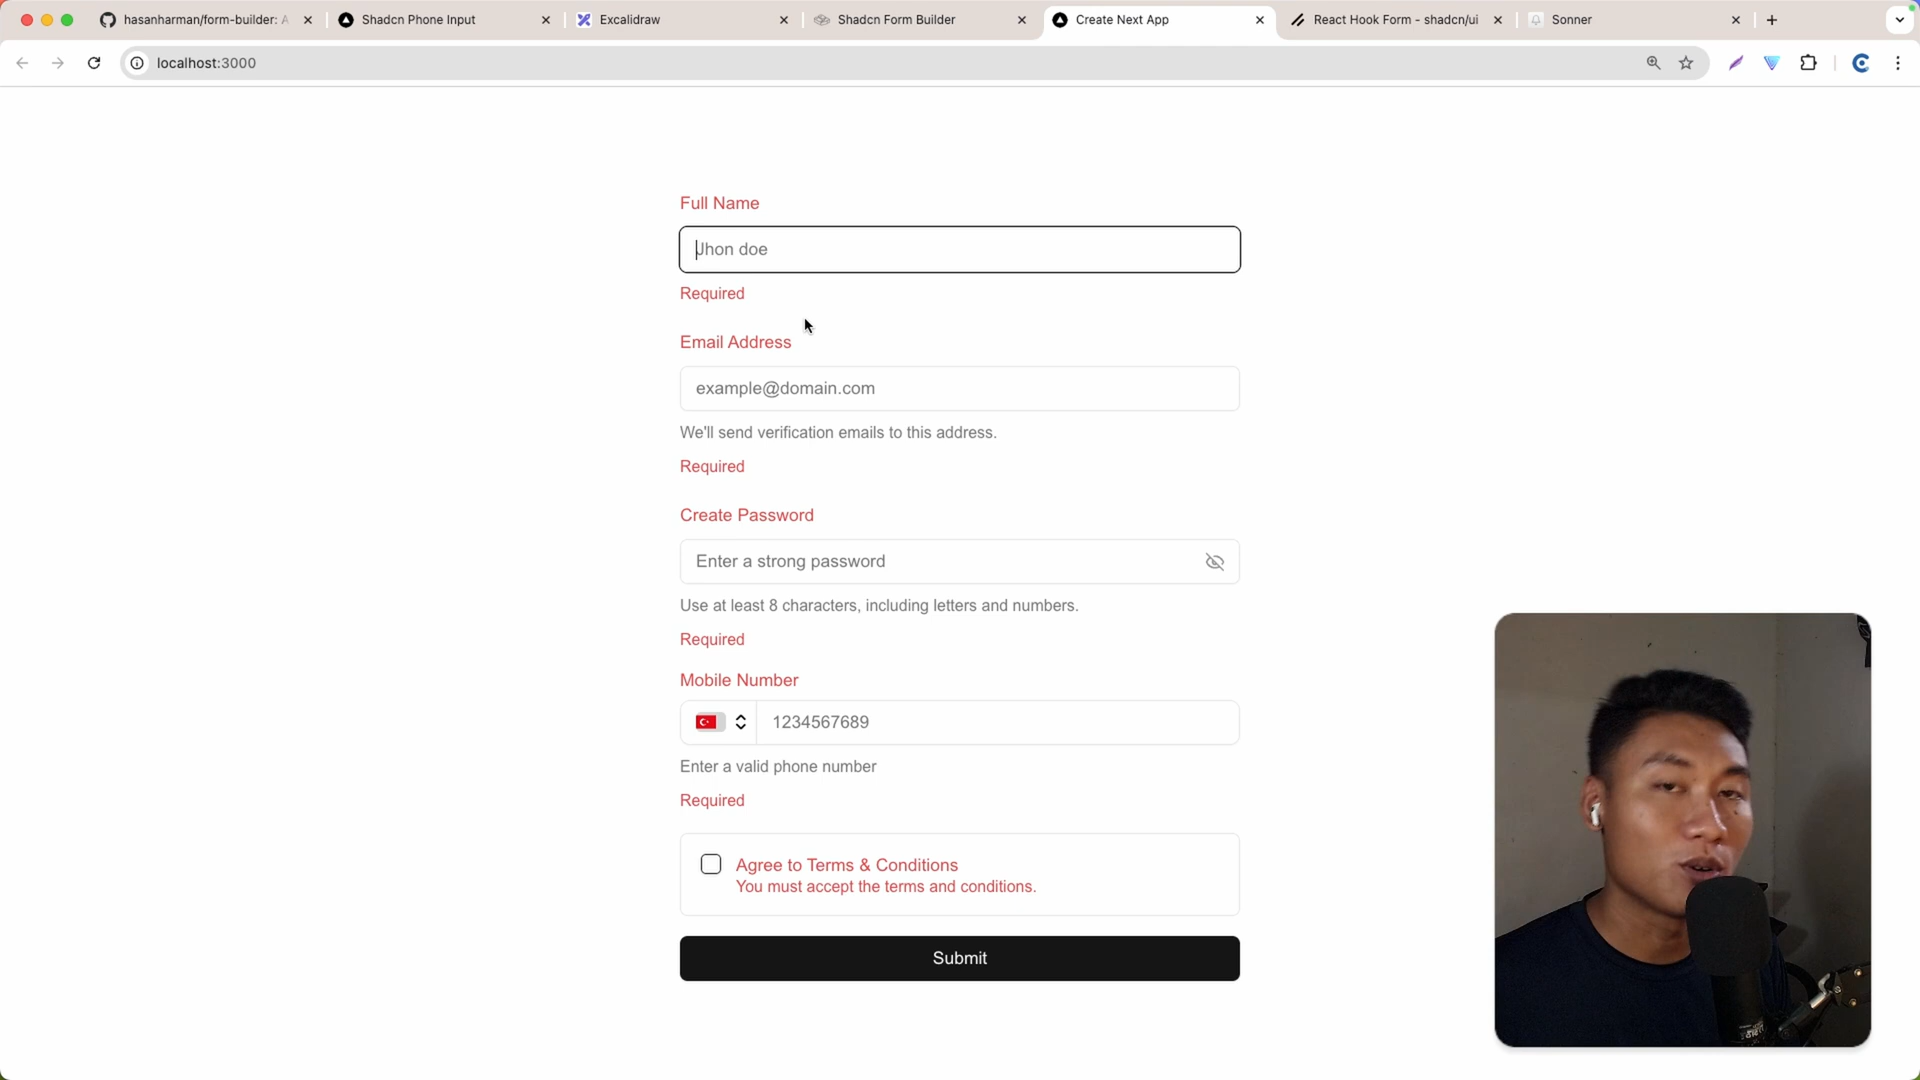 hasanharman/form-builder: A
Shadcn Phone Input
Excalidraw
Shadcn Form Builder
Create Next App
React Hook Form - shadcn/ui
Sonner
localhost:3000
Full Name
Jhon doe
Required
Email Address
example@domain.com
We'll send verification emails to this address.
Required
Create Password
Enter a strong password
Use at least 8 characters, including letters and numbers.
Required
Mobile Number
1234567689
Enter a valid phone number
Required
Agree to Terms & Conditions
You must accept the terms and conditions.
Submit